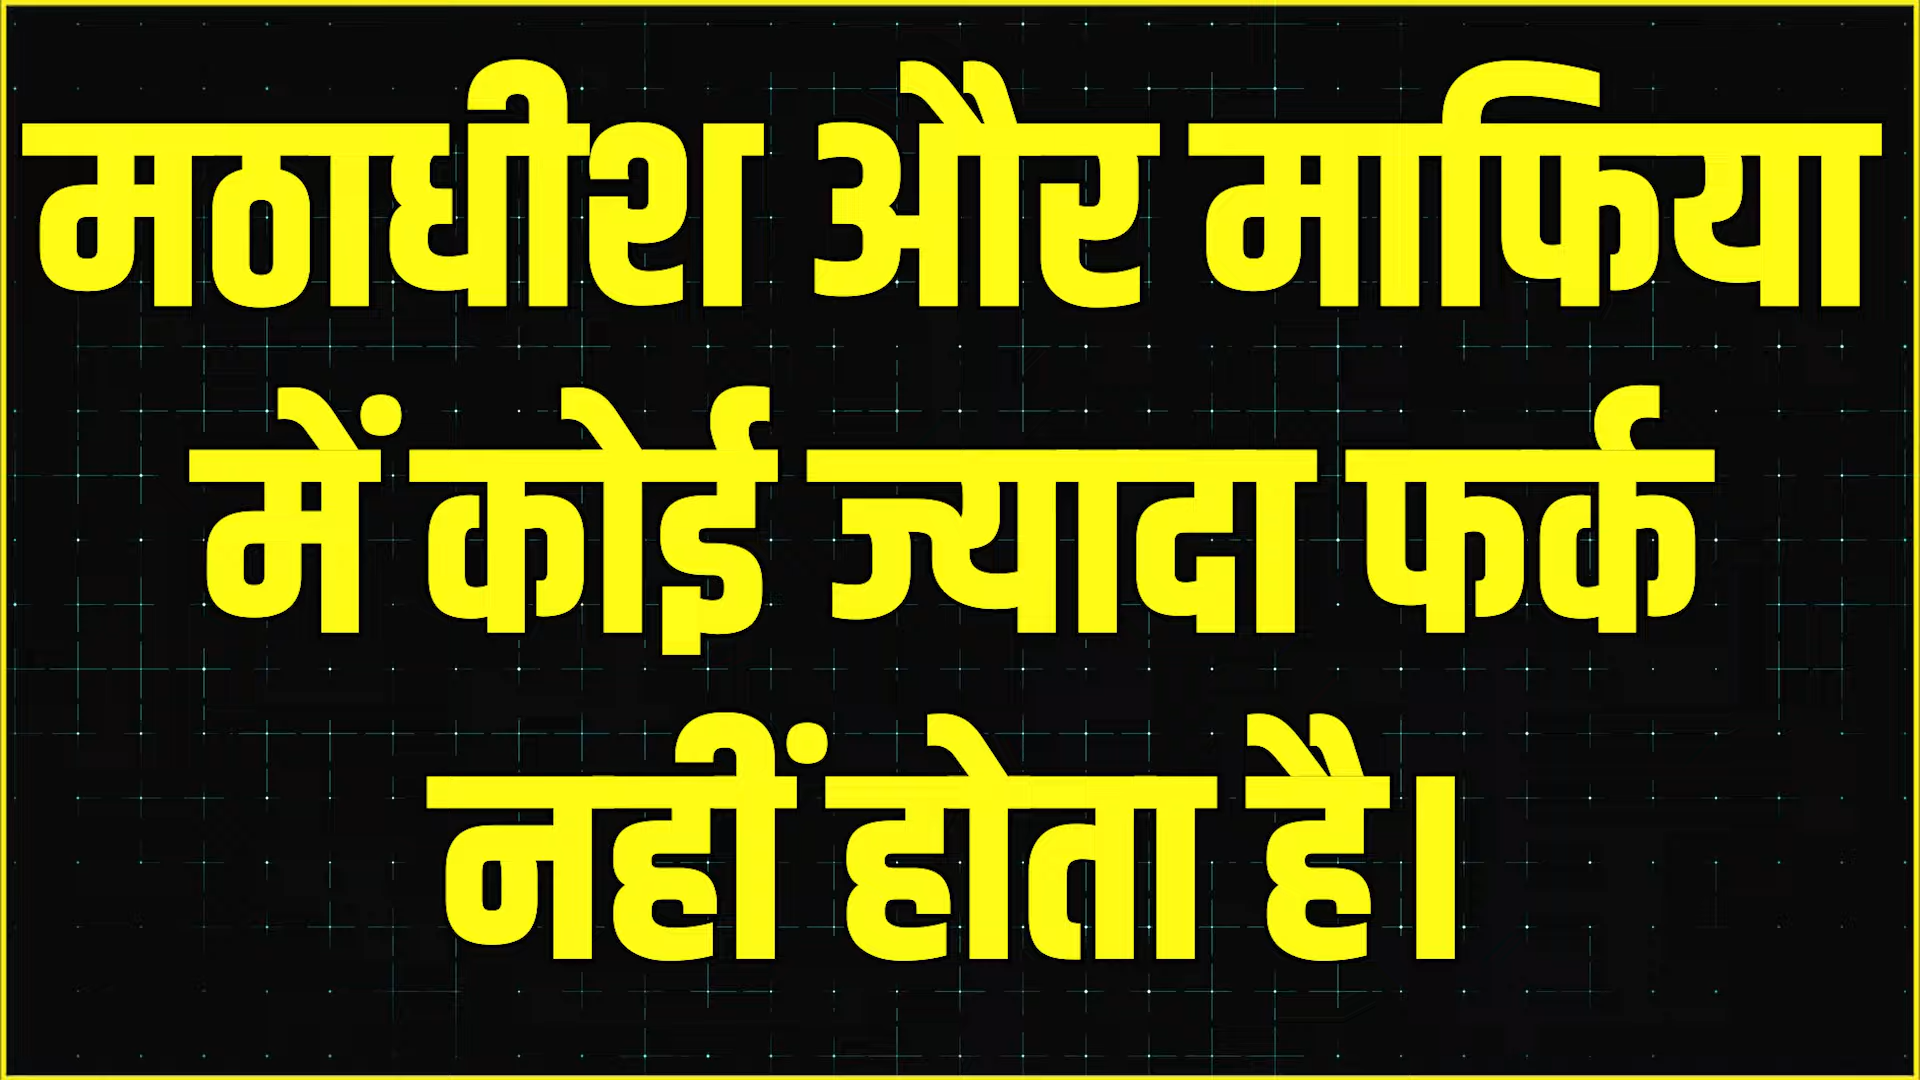 मठाधीश और माफिया
में कोई ज्यादा फर्क
नहीं होता है।